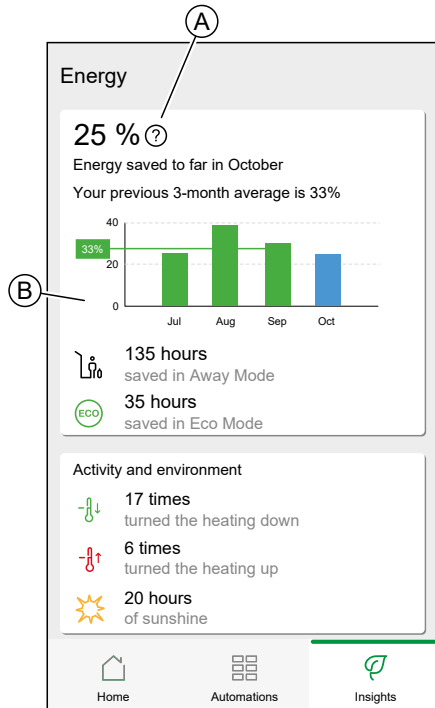 A
Energy
25 % ?
Energy saved to far in October
Your previous 3-month average is 33%
40
33%
20
B
0
Jul Aug Sep Oct
135 hours
saved in Away Mode
ECO
35 hours
saved in Eco Mode
Activity and environment
17 times
turned the heating down
6 times
turned the heating up
20 hours
of sunshine
Home Automations Insights